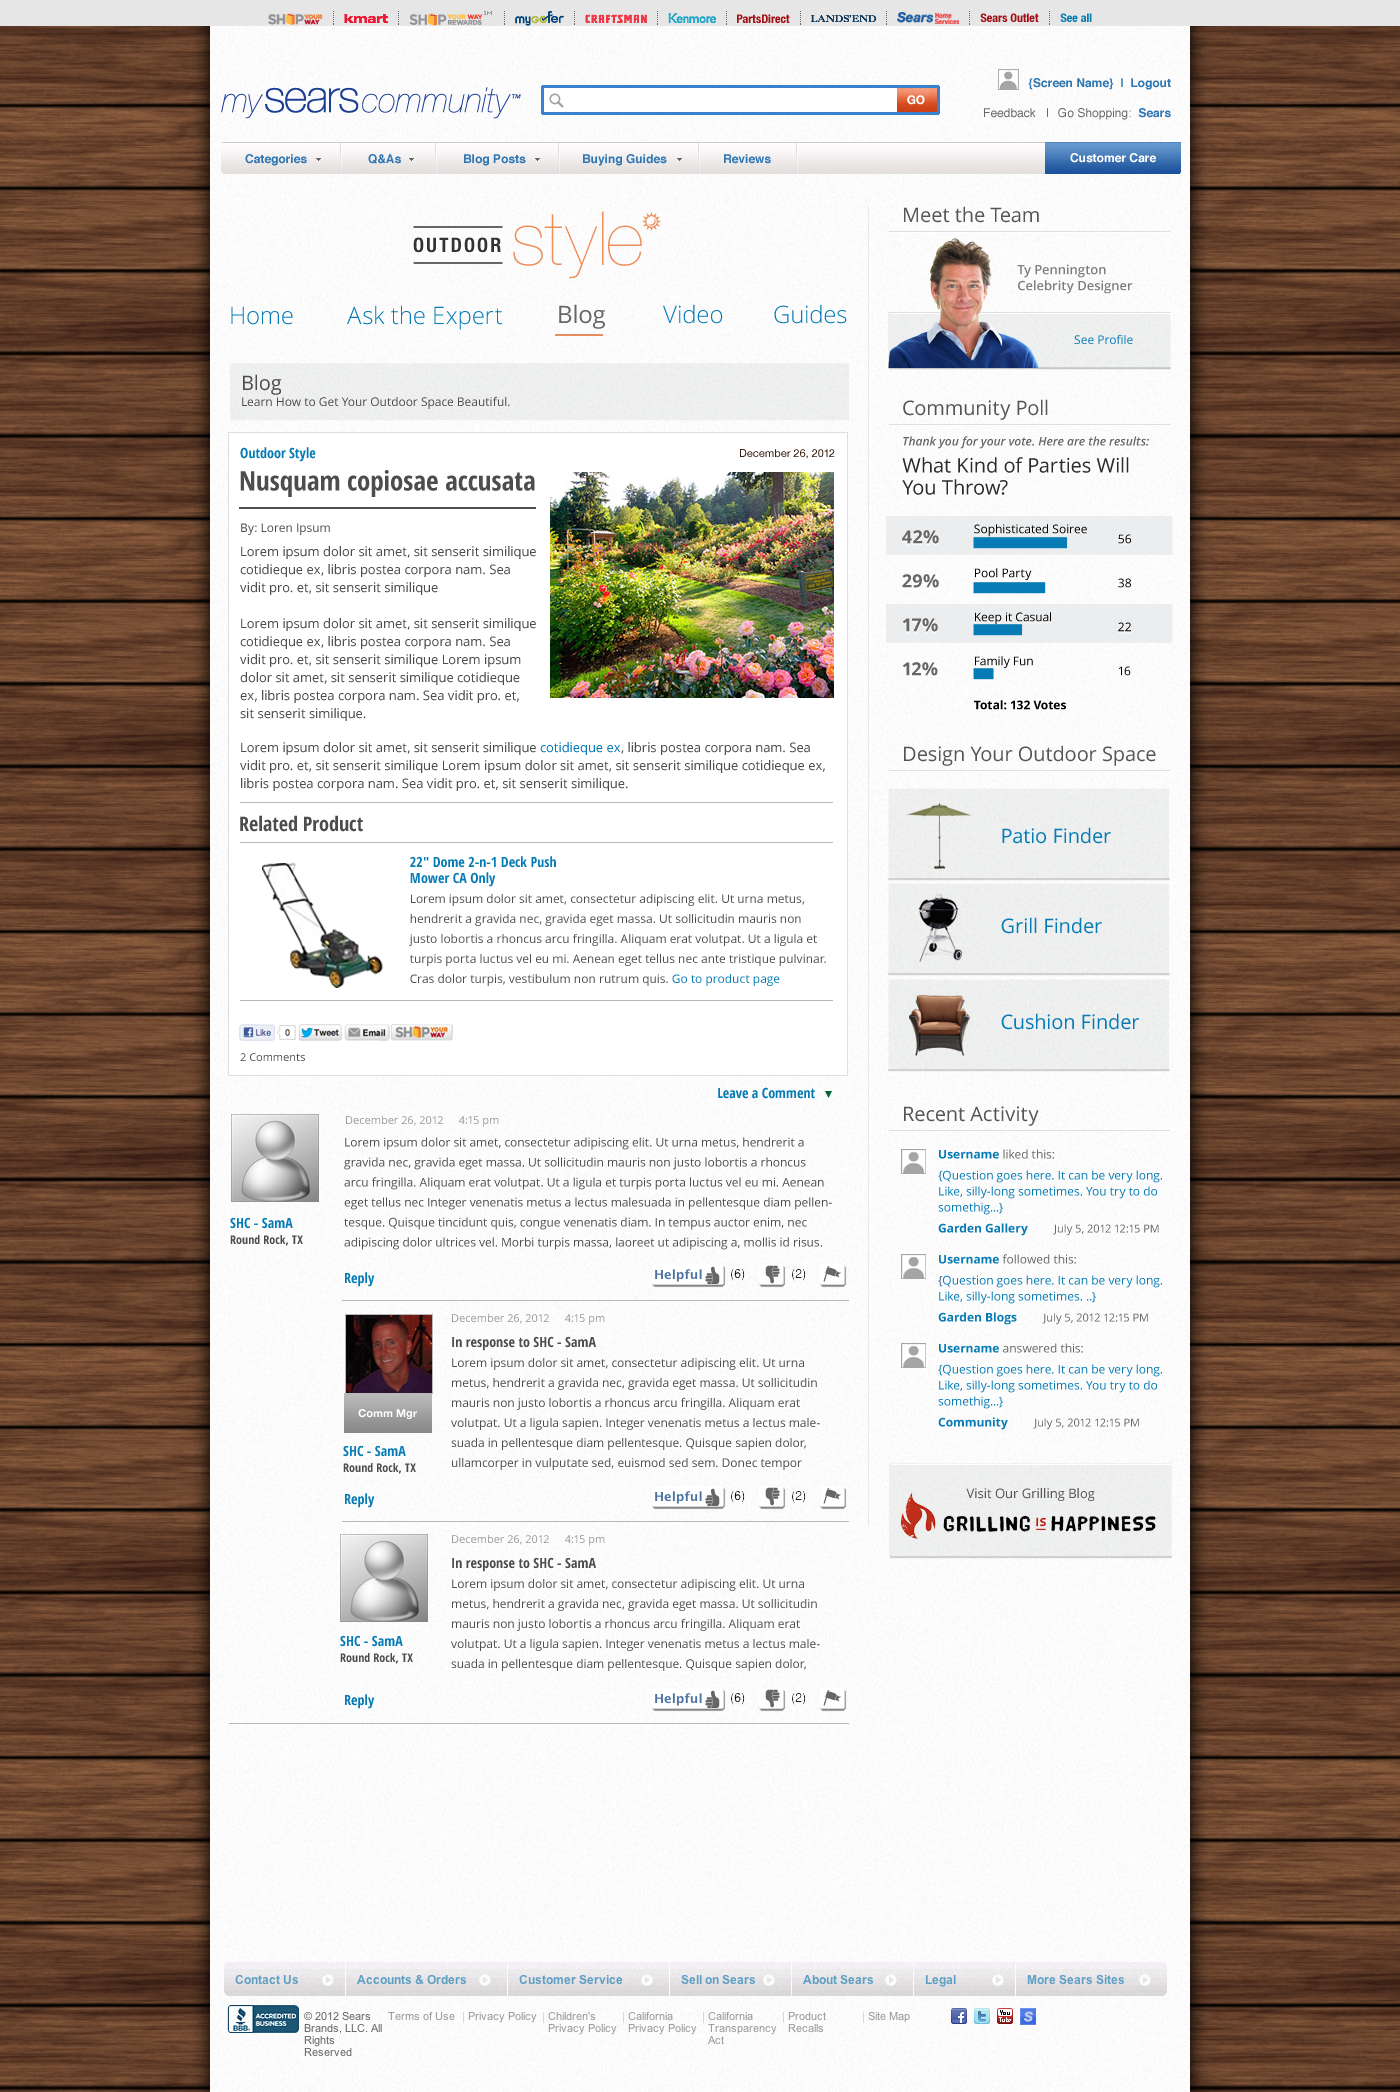 SHOP YOUR WAY
kmart
SHOP YOUR WAY REWARDS SM
mygofer
CRAFTSMAN
Kenmore
PartsDirect
LANDS'END
Sears Home Services
Sears Outlet
See all
mySearscommunity™
GO
{Screen Name} | Logout
Feedback | Go Shopping: Sears
Categories
Q&As
Blog Posts
Buying Guides
Reviews
Customer Care
OUTDOOR style
Home
Ask the Expert
Blog
Video
Guides
Blog
Learn How to Get Your Outdoor Space Beautiful.
Outdoor Style
December 26, 2012
Nusquam copiosae accusata
By: Loren Ipsum
Lorem ipsum dolor sit amet, sit senserit similique
cotidieque ex, libris postea corpora nam. Sea
vidit pro. et, sit senserit similique
Lorem ipsum dolor sit amet, sit senserit similique
cotidieque ex, libris postea corpora nam. Sea
vidit pro. et, sit senserit similique Lorem ipsum
dolor sit amet, sit senserit similique cotidieque
ex, libris postea corpora nam. Sea vidit pro. et,
sit senserit similique.
Lorem ipsum dolor sit amet, sit senserit similique cotidieque ex, libris postea corpora nam. Sea
vidit pro. et, sit senserit similique Lorem ipsum dolor sit amet, sit senserit similique cotidieque ex,
libris postea corpora nam. Sea vidit pro. et, sit senserit similique.
Related Product
22" Dome 2-n-1 Deck Push
Mower CA Only
Lorem ipsum dolor sit amet, consectetur adipiscing elit. Ut urna metus,
hendrerit a gravida nec, gravida eget massa. Ut sollicitudin mauris non
justo lobortis a rhoncus arcu fringilla. Aliquam erat volutpat. Ut a ligula et
turpis porta luctus vel eu mi. Aenean eget tellus nec ante tristique pulvinar.
Cras dolor turpis, vestibulum non rutrum quis. Go to product page
Like
0
Tweet
Email
SHOP YOUR WAY
2 Comments
Leave a Comment ▼
December 26, 2012 4:15 pm
Lorem ipsum dolor sit amet, consectetur adipiscing elit. Ut urna metus, hendrerit a
gravida nec, gravida eget massa. Ut sollicitudin mauris non justo lobortis a rhoncus
arcu fringilla. Aliquam erat volutpat. Ut a ligula et turpis porta luctus vel eu mi. Aenean
eget tellus nec Integer venenatis metus a lectus malesuada in pellentesque diam pellen-
tesque. Quisque tincidunt quis, congue venenatis diam. In tempus auctor enim, nec
adipiscing dolor ultrices vel. Morbi turpis massa, laoreet ut adipiscing a, mollis id risus.
SHC - SamA
Round Rock, TX
Reply
Helpful (6) (2)
December 26, 2012 4:15 pm
In response to SHC - SamA
Lorem ipsum dolor sit amet, consectetur adipiscing elit. Ut urna
metus, hendrerit a gravida nec, gravida eget massa. Ut sollicitudin
mauris non justo lobortis a rhoncus arcu fringilla. Aliquam erat
volutpat. Ut a ligula sapien. Integer venenatis metus a lectus male-
suada in pellentesque diam pellentesque. Quisque sapien dolor,
ullamcorper in vulputate sed, euismod sed sem. Donec tempor
Comm Mgr
SHC - SamA
Round Rock, TX
Reply
Helpful (6) (2)
December 26, 2012 4:15 pm
In response to SHC - SamA
Lorem ipsum dolor sit amet, consectetur adipiscing elit. Ut urna
metus, hendrerit a gravida nec, gravida eget massa. Ut sollicitudin
mauris non justo lobortis a rhoncus arcu fringilla. Aliquam erat
volutpat. Ut a ligula sapien. Integer venenatis metus a lectus male-
suada in pellentesque diam pellentesque. Quisque sapien dolor,
SHC - SamA
Round Rock, TX
Reply
Helpful (6) (2)
Meet the Team
Ty Pennington
Celebrity Designer
See Profile
Community Poll
Thank you for your vote. Here are the results:
What Kind of Parties Will
You Throw?
42% Sophisticated Soiree 56
29% Pool Party 38
17% Keep it Casual 22
12% Family Fun 16
Total: 132 Votes
Design Your Outdoor Space
Patio Finder
Grill Finder
Cushion Finder
Recent Activity
Username liked this:
{Question goes here. It can be very long.
Like, silly-long sometimes. You try to do
somethig...}
Garden Gallery July 5, 2012 12:15 PM
Username followed this:
{Question goes here. It can be very long.
Like, silly-long sometimes. ..}
Garden Blogs July 5, 2012 12:15 PM
Username answered this:
{Question goes here. It can be very long.
Like, silly-long sometimes. You try to do
somethig...}
Community July 5, 2012 12:15 PM
Visit Our Grilling Blog
GRILLING IS HAPPINESS
Contact Us
Accounts & Orders
Customer Service
Sell on Sears
About Sears
Legal
More Sears Sites
BBB ACCREDITED BUSINESS
© 2012 Sears
Brands, LLC. All
Rights
Reserved
Terms of Use
Privacy Policy
Children's
Privacy Policy
California
Privacy Policy
California
Transparency
Act
Product
Recalls
Site Map
f
t
You Tube
S